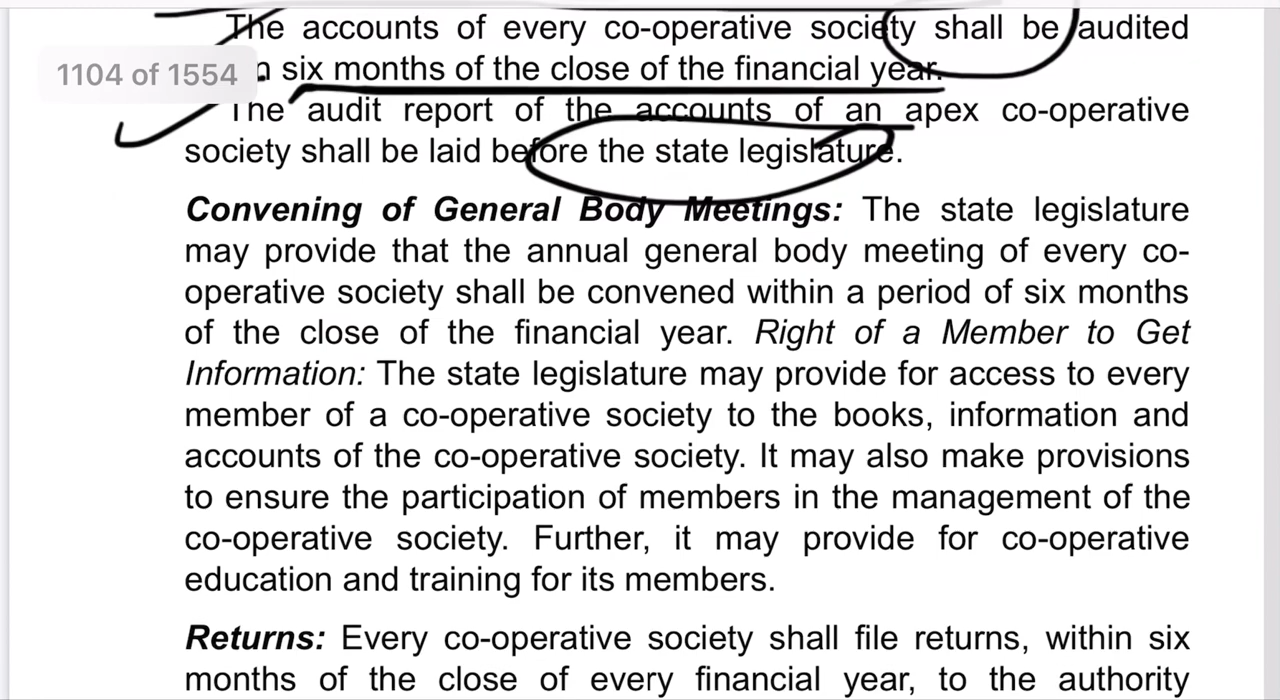 The accounts of every co-operative society shall be audited
1104 of 1554
n six months of the close of the financial year.
The audit report of the accounts of an apex co-operative
society shall be laid before the state legislature.
Convening of General Body Meetings: The state legislature
may provide that the annual general body meeting of every co-
operative society shall be convened within a period of six months
of the close of the financial year. Right of a Member to Get
Information: The state legislature may provide for access to every
member of a co-operative society to the books, information and
accounts of the co-operative society. It may also make provisions
to ensure the participation of members in the management of the
co-operative society. Further, it may provide for co-operative
education and training for its members.
Returns: Every co-operative society shall file returns, within six
months of the close of every financial year, to the authority